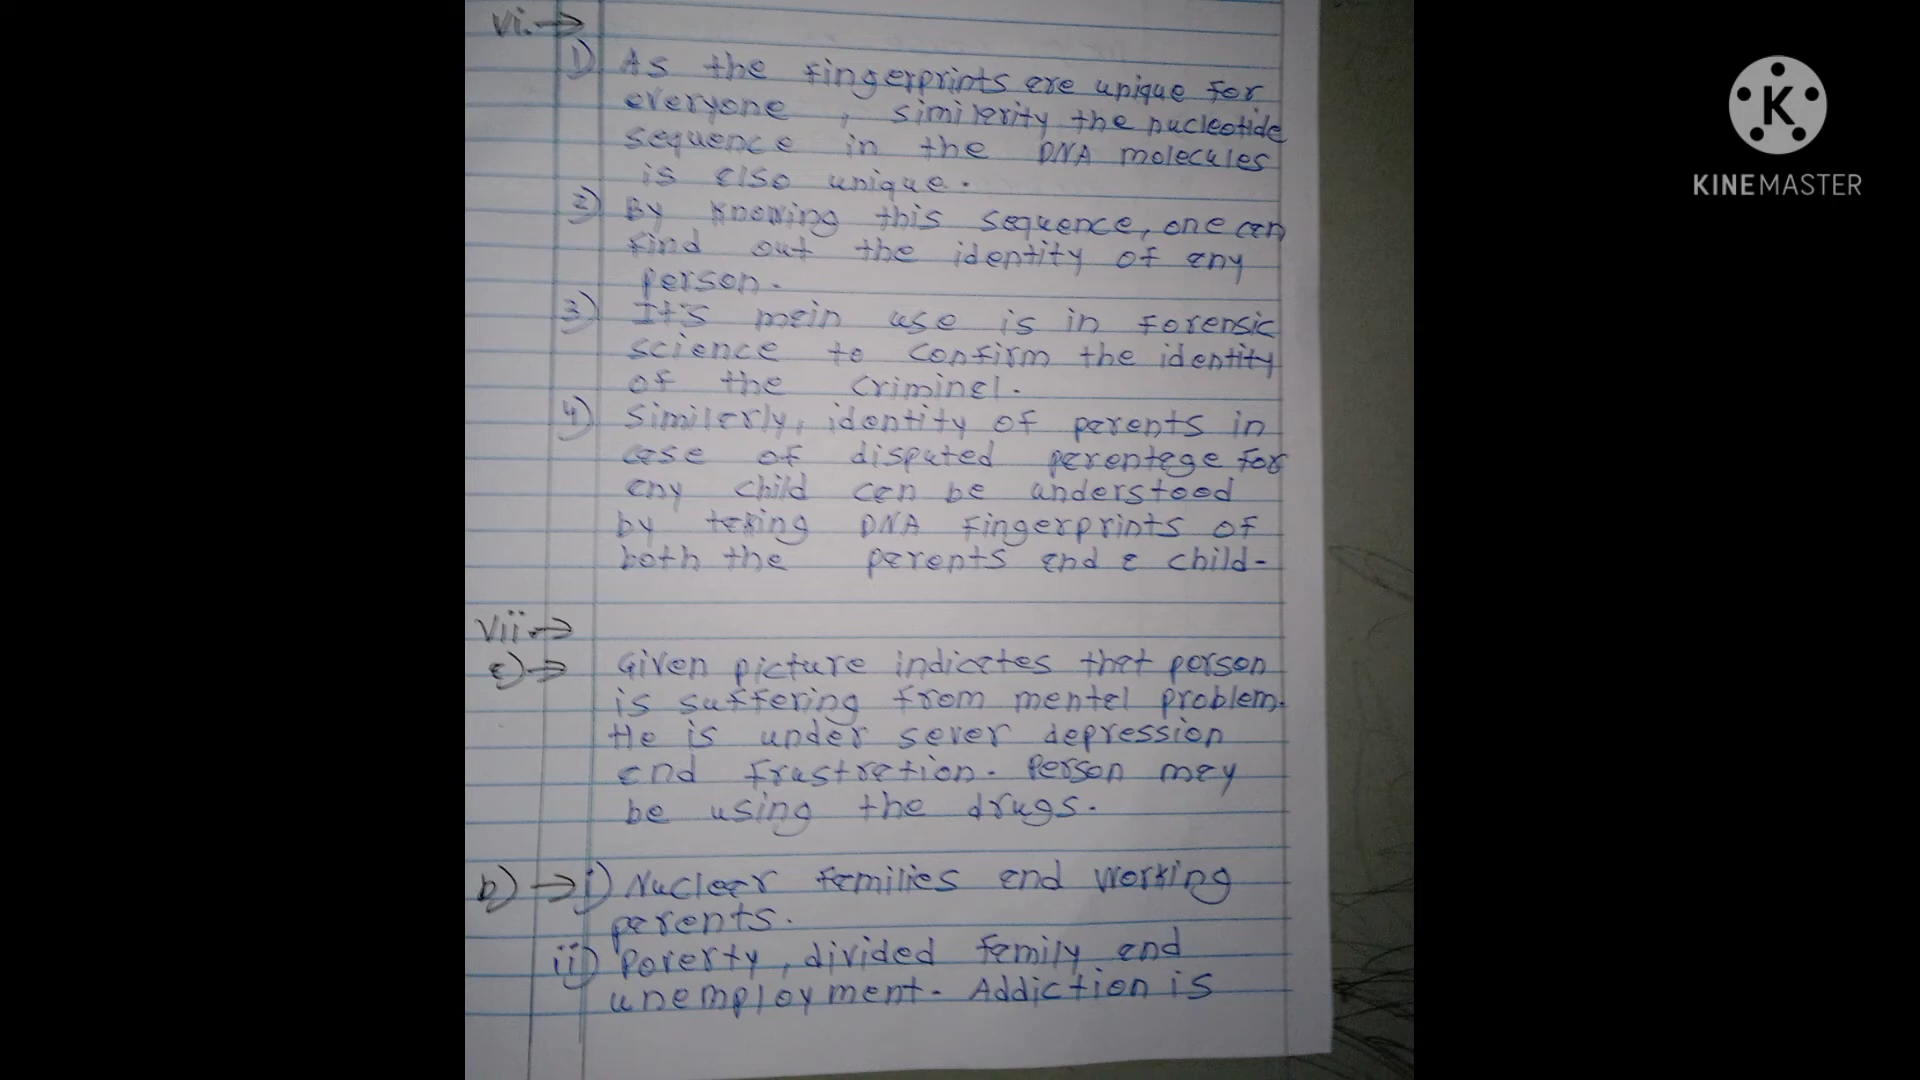 vi. →
1) As the fingerprints are unique for
everyone , similarity the nucleotide
sequence in the DNA molecules
is also unique.
2) By knowing this sequence, one can
find out the identity of any
person.
3) It's main use is in forensic
science to confirm the identity
of the criminal.
4) Similarly, identity of parents in
case of disputed parentage for
any child can be understood
by taking DNA fingerprints of
both the parents and a child-
vii →
a) → Given picture indicates that person
is suffering from mental problem.
He is under sever depression
and frustration. Person may
be using the drugs.
b) → i) Nuclear families and working
parents.
ii) Poverty, divided family and
unemployment. Addiction is
K
KINEMASTER